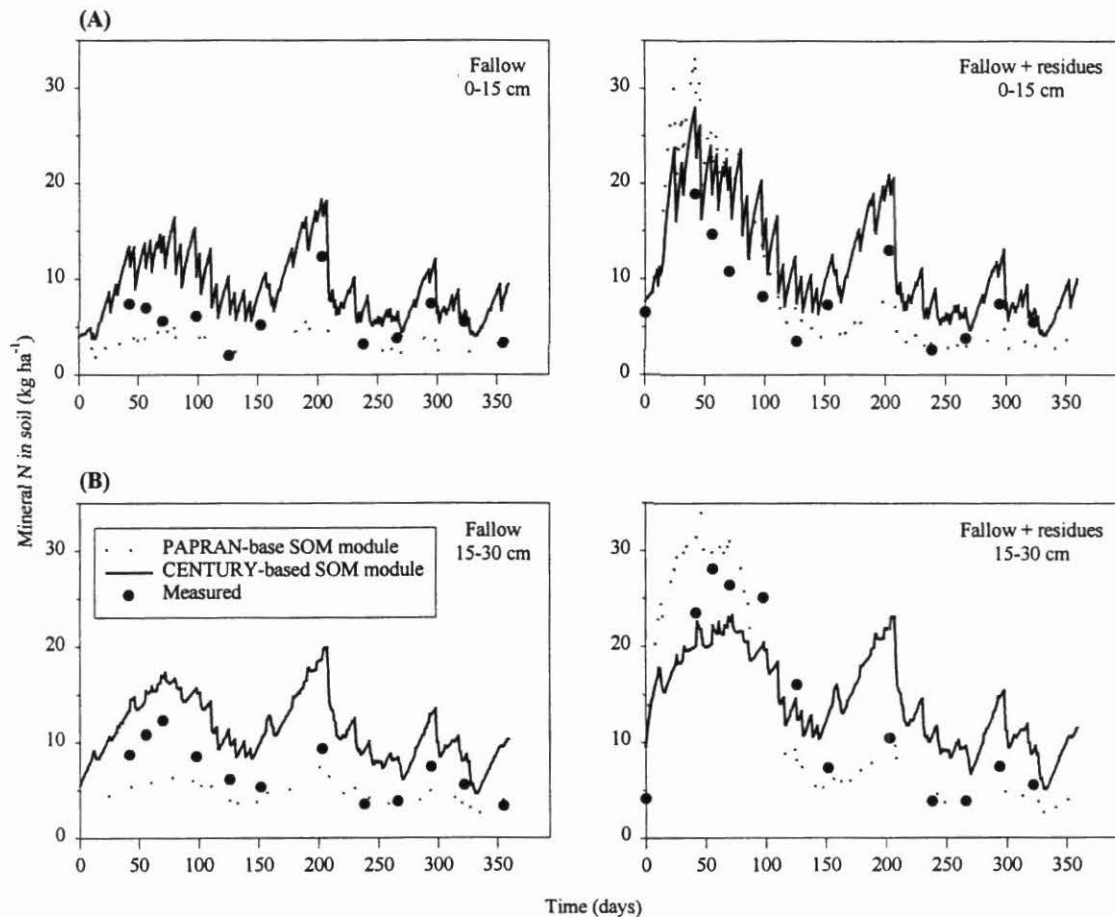 (A)
Fallow
0-15 cm
30
20
10
0
0 50 100 150 200 250 300 350
Fallow + residues
0-15 cm
30
20
10
0
0 50 100 150 200 250 300 350
Mineral N in soil (kg ha⁻¹)
(B)
Fallow
15-30 cm
PAPRAN-base SOM module
CENTURY-based SOM module
Measured
30
20
10
0
0 50 100 150 200 250 300 350
Fallow + residues
15-30 cm
30
20
10
0
0 50 100 150 200 250 300 350
Time (days)